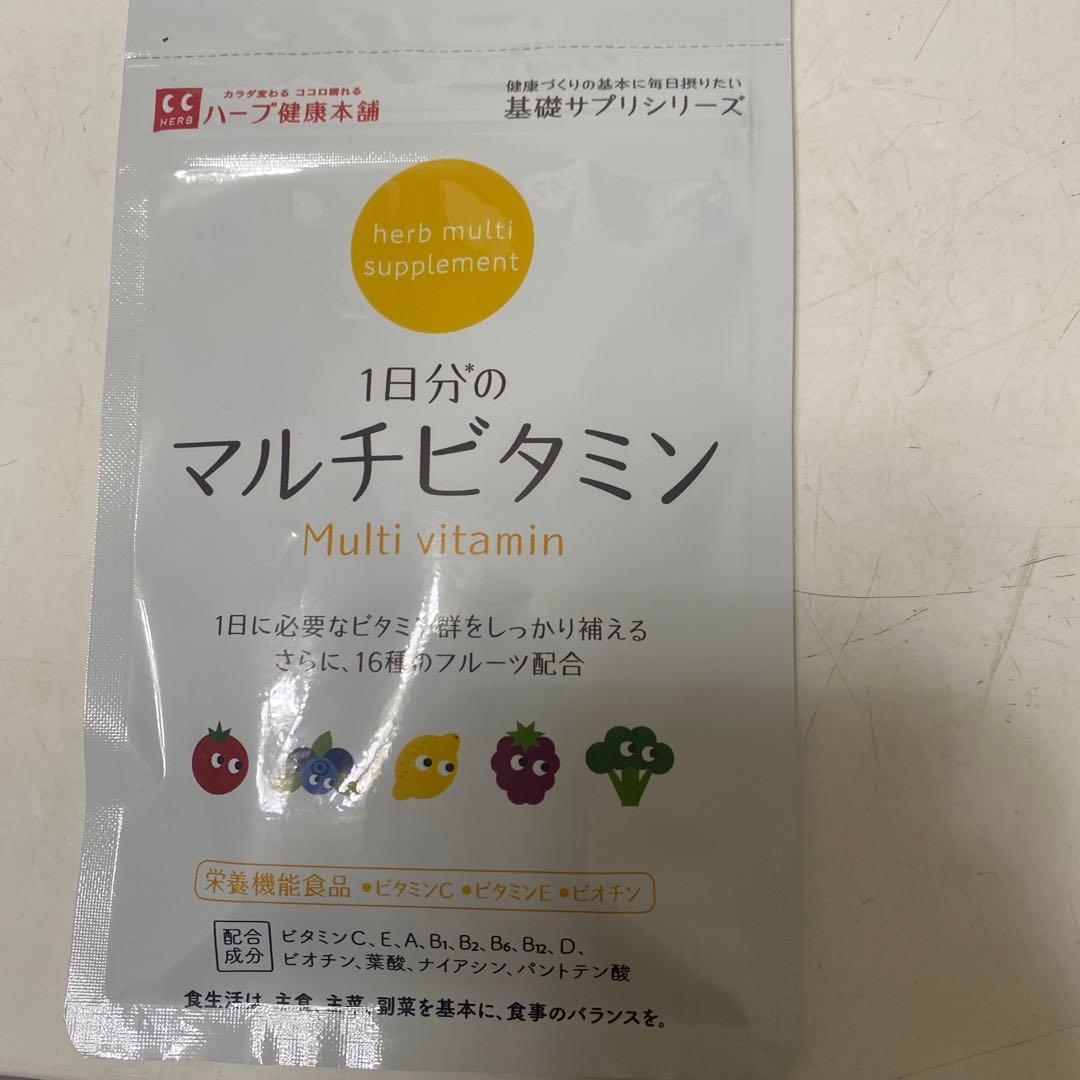 カラダ変わる ココロ晴れる
CC
HERB
ハーブ健康本舗
健康づくりの基本に毎日摂りたい
基礎サプリシリーズ
herb multi
supplement
1日分*の
マルチビタミン
Multi vitamin
1日に必要なビタミン群をしっかり補える
さらに、16種のフルーツ配合
栄養機能食品 ●ビタミンC ●ビタミンE ●ビオチン
配合
成分
ビタミンC、E、A、B1、B2、B6、B12、D、
ビオチン、葉酸、ナイアシン、パントテン酸
食生活は、主食、主菜、副菜を基本に、食事のバランスを。